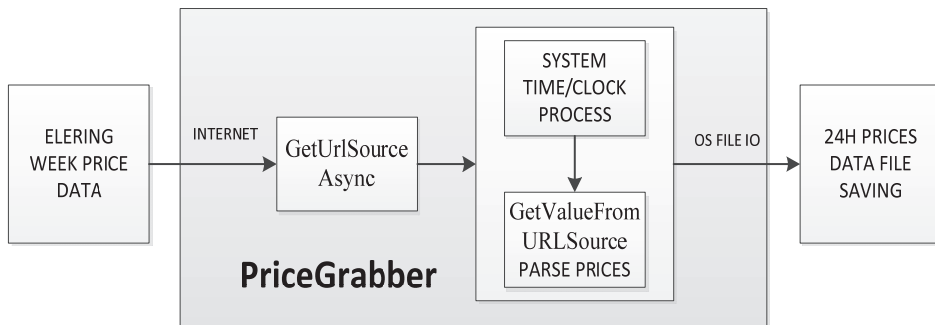 ELERING
WEEK PRICE
DATA
INTERNET
GetUrlSource
Async
SYSTEM
TIME/CLOCK
PROCESS
GetValueFrom
URLSource
PARSE PRICES
OS FILE IO
24H PRICES
DATA FILE
SAVING
PriceGrabber